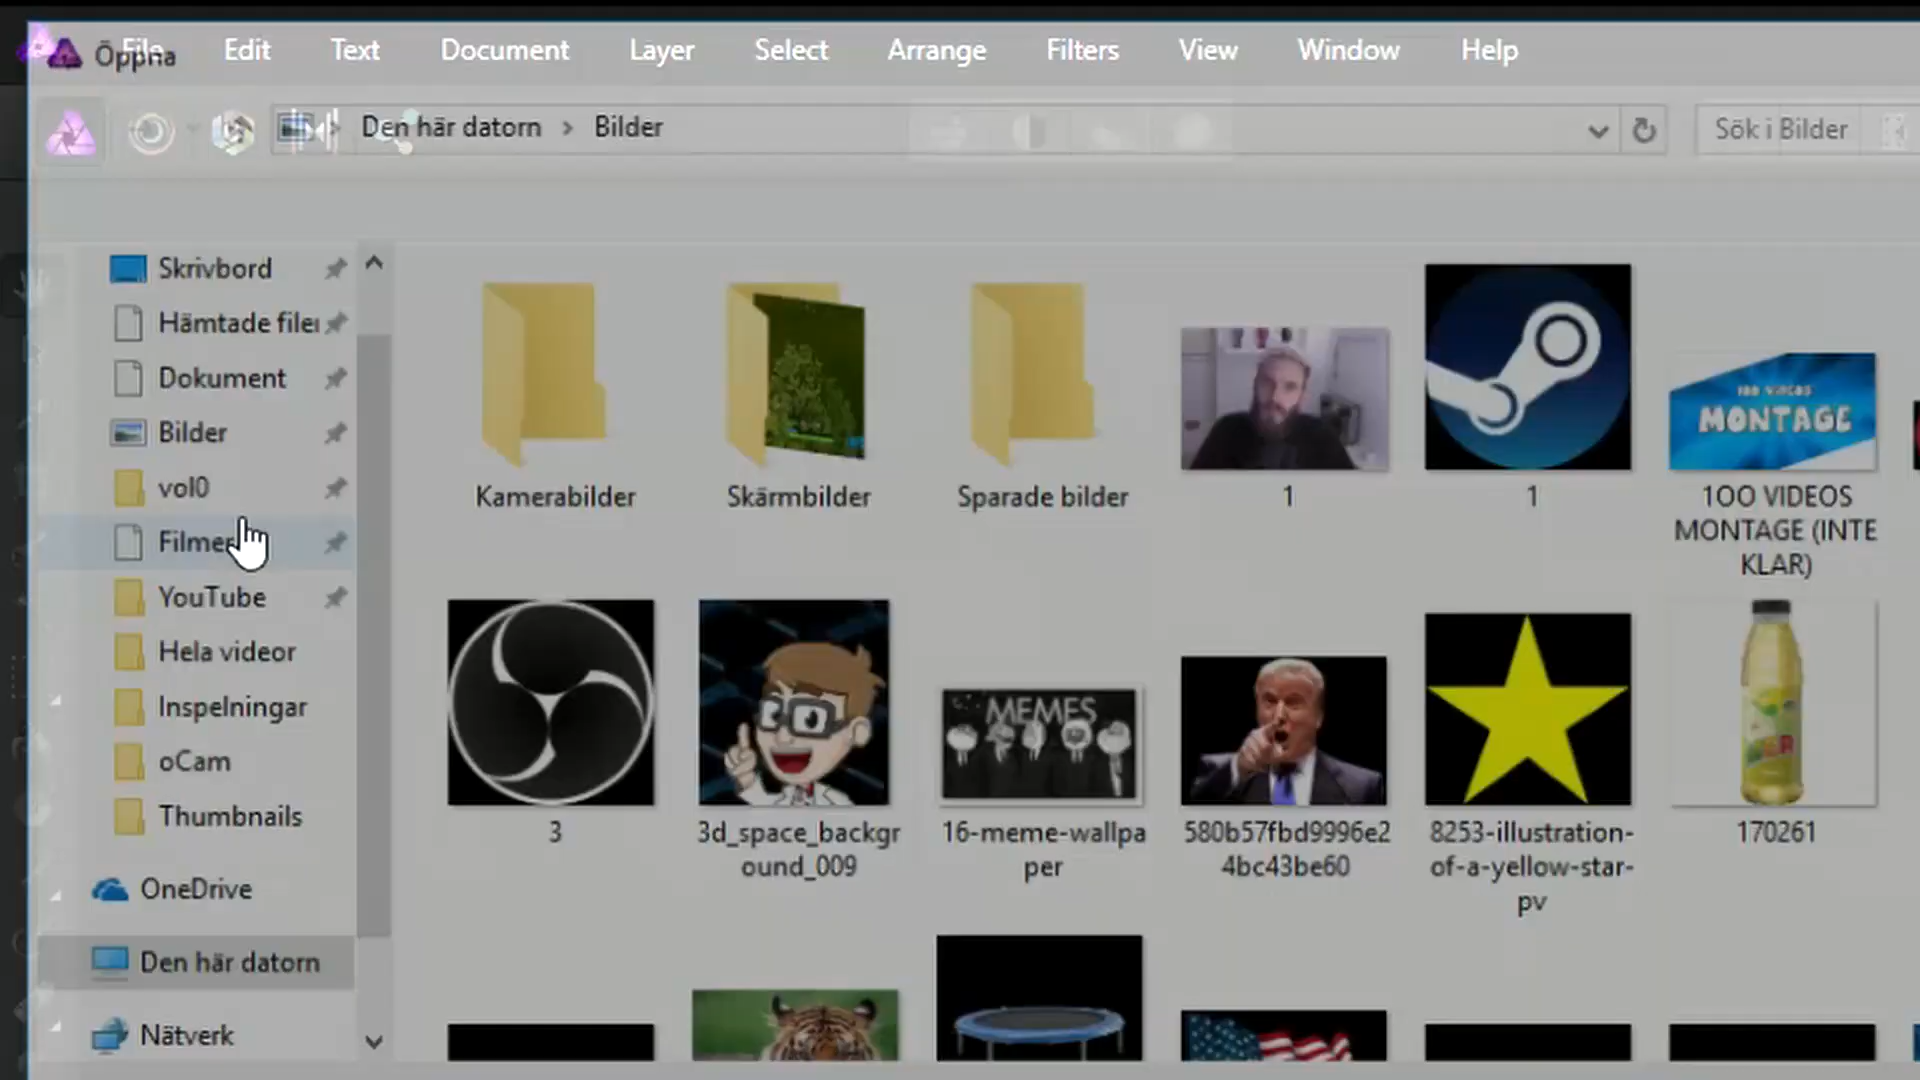 Öppna
File Edit Text Document Layer Select Arrange Filters View Window Help
Den här datorn > Bilder
Sök i Bilder
Skrivbord
Hämtade filer
Dokument
Bilder
vol0
Filmer
YouTube
Hela videor
Inspelningar
oCam
Thumbnails
OneDrive
Den här datorn
Nätverk
Kamerabilder
Skärmbilder
Sparade bilder
1
1
100 VIDEOS
MONTAGE
1OO VIDEOS
MONTAGE (INTE
KLAR)
3
3d_space_backgr
ound_009
MEMES
16-meme-wallpa
per
580b57fbd9996e2
4bc43be60
8253-illustration-
of-a-yellow-star-
pv
170261